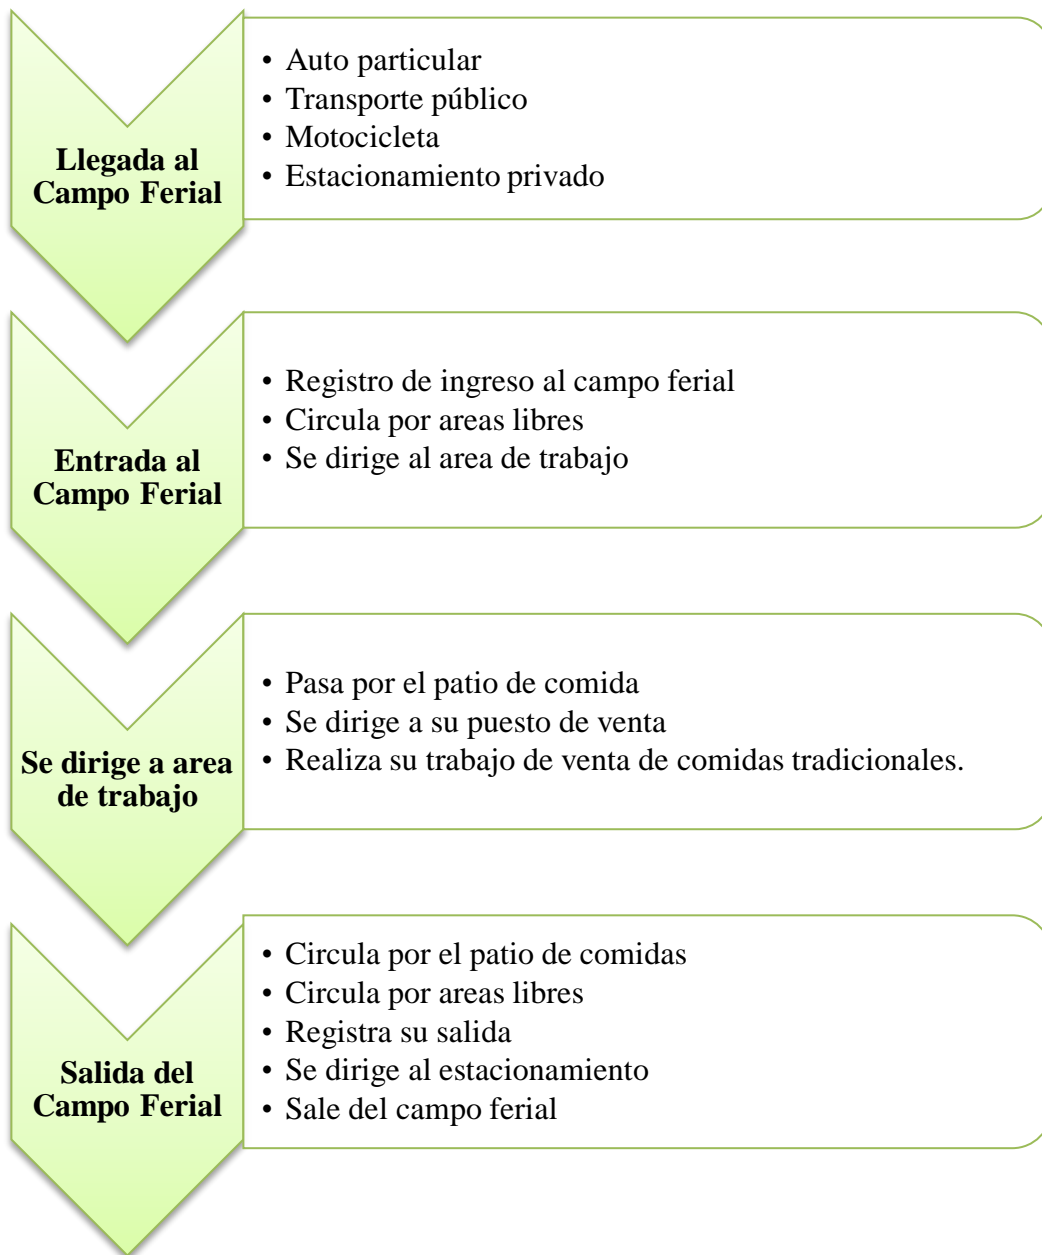 Llegada al
Campo Ferial
• Auto particular
• Transporte público
• Motocicleta
• Estacionamiento privado
Entrada al
Campo Ferial
• Registro de ingreso al campo ferial
• Circula por areas libres
• Se dirige al area de trabajo
Se dirige a area
de trabajo
• Pasa por el patio de comida
• Se dirige a su puesto de venta
• Realiza su trabajo de venta de comidas tradicionales.
Salida del
Campo Ferial
• Circula por el patio de comidas
• Circula por areas libres
• Registra su salida
• Se dirige al estacionamiento
• Sale del campo ferial